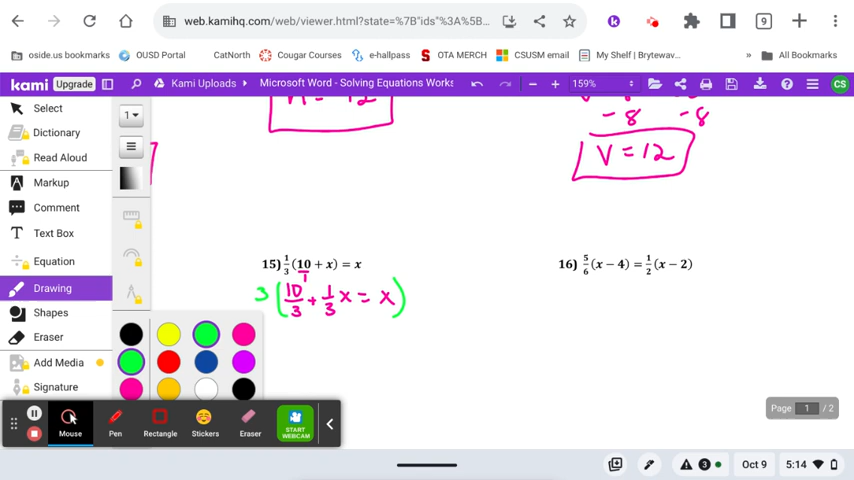 web.kamihq.com/web/viewer.html?state=%7B"ids"%3A%5B...
9
oside.us bookmarks
OUSD Portal
CatNorth
Cougar Courses
e-hallpass
OTA MERCH
CSUSM email
My Shelf | Brytewav...
»
All Bookmarks
kami
Upgrade
Kami Uploads
Microsoft Word - Solving Equations Works
159%
CS
Select
Dictionary
Read Aloud
Markup
Comment
Text Box
Equation
Drawing
Shapes
Eraser
Add Media
Signature
1
- 8 - 8
V = 12
15) 1/3 (10 + x) = x
1
3 ( 10/3 + 1/3 x = x )
16) 5/6 (x − 4) = 1/2 (x − 2)
Page 1 / 2
Mouse
Pen
Rectangle
Stickers
Eraser
START WEBCAM
3
Oct 9
5:14